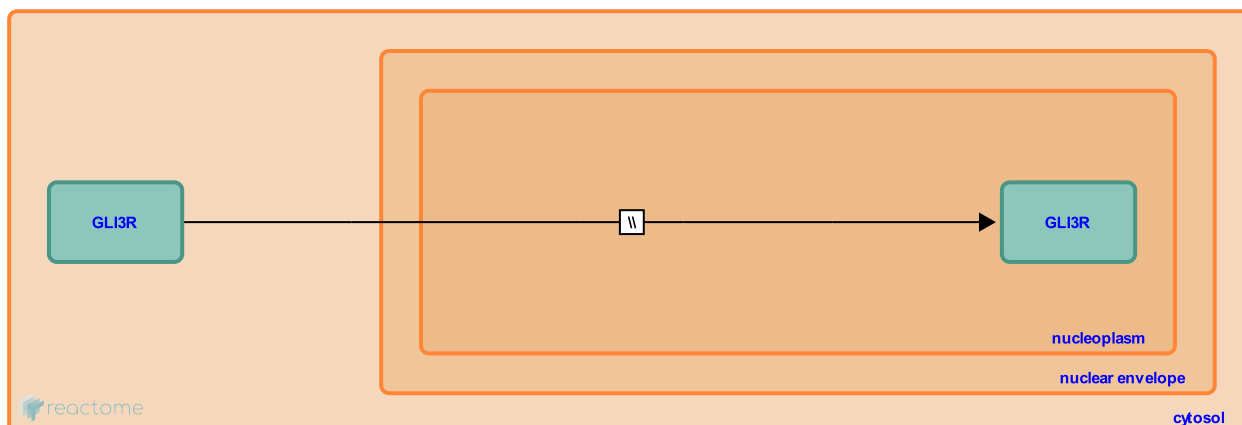 GLI3R
\\
GLI3R
nucleoplasm
nuclear envelope
reactome
cytosol